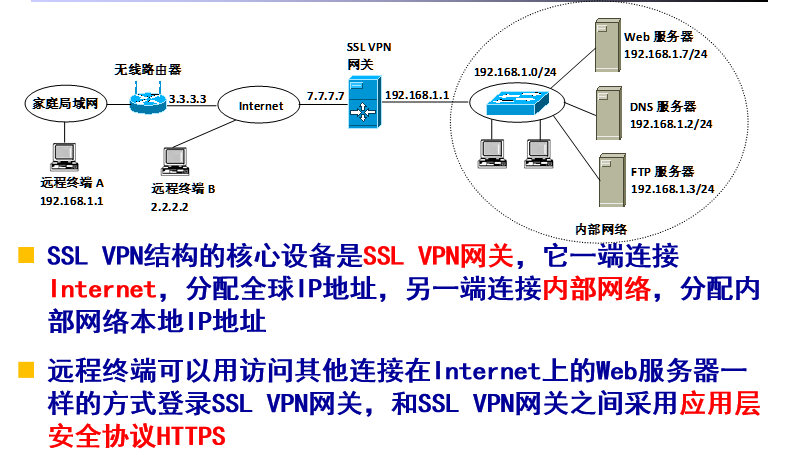 SSL VPN
网关
Web 服务器
192.168.1.7/24
无线路由器
192.168.1.0/24
家庭局域网
3.3.3.3
Internet
7.7.7.7
192.168.1.1
DNS 服务器
192.168.1.2/24
FTP 服务器
192.168.1.3/24
远程终端 A
192.168.1.1
远程终端 B
2.2.2.2
内部网络
SSL VPN结构的核心设备是SSL VPN网关，它一端连接
Internet，分配全球IP地址，另一端连接内部网络，分配内
部网络本地IP地址
远程终端可以用访问其他连接在Internet上的Web服务器一
样的方式登录SSL VPN网关，和SSL VPN网关之间采用应用层
安全协议HTTPS